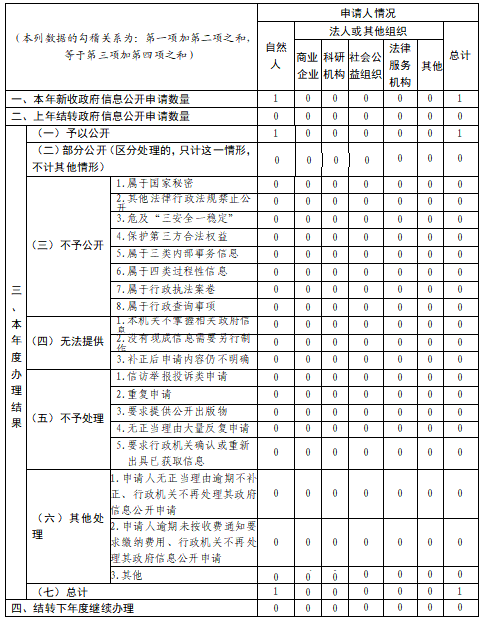 申请人情况
（本列数据的勾稽关系为：第一项加第二项之和，
等于第三项加第四项之和）
自然
人
法人或其他组织
总计
商业
企业
科研
机构
社会公
益组织
法律
服务
机构
其他
一、本年新收政府信息公开申请数量 1 0 0 0 0 0 1
二、上年结转政府信息公开申请数量 0 0 0 0 0 0 0
三、本年度办理结果
（一）予以公开 1 0 0 0 0 0 1
（二）部分公开（区分处理的，只计这一情形，
不计其他情形） 0 0 0 0 0 0 0
（三）不予公开
1.属于国家秘密 0 0 0 0 0 0 0
2.其他法律行政法规禁止公
开 0 0 0 0 0 0 0
3.危及“三安全一稳定” 0 0 0 0 0 0 0
4.保护第三方合法权益 0 0 0 0 0 0 0
5.属于三类内部事务信息 0 0 0 0 0 0 0
6.属于四类过程性信息 0 0 0 0 0 0 0
7.属于行政执法案卷 0 0 0 0 0 0 0
8.属于行政查询事项 0 0 0 0 0 0 0
（四）无法提供
1.本机关不掌握相关政府信
息 0 0 0 0 0 0 0
2.没有现成信息需要另行制
作 0 0 0 0 0 0 0
3.补正后申请内容仍不明确 0 0 0 0 0 0 0
（五）不予处理
1.信访举报投诉类申请 0 0 0 0 0 0 0
2.重复申请 0 0 0 0 0 0 0
3.要求提供公开出版物 0 0 0 0 0 0 0
4.无正当理由大量反复申请 0 0 0 0 0 0 0
5.要求行政机关确认或重新
出具已获取信息 0 0 0 0 0 0 0
（六）其他处
理
1.申请人无正当理由逾期不补
正、行政机关不再处理其政府
信息公开申请 0 0 0 0 0 0 0
2.申请人逾期未按收费通知要
求缴纳费用、行政机关不再处
理其政府信息公开申请 0 0 0 0 0 0 0
3.其他 0 0 0 0 0 0 0
（七）总计 1 0 0 0 0 0 1
四、结转下年度继续办理 0 0 0 0 0 0 0